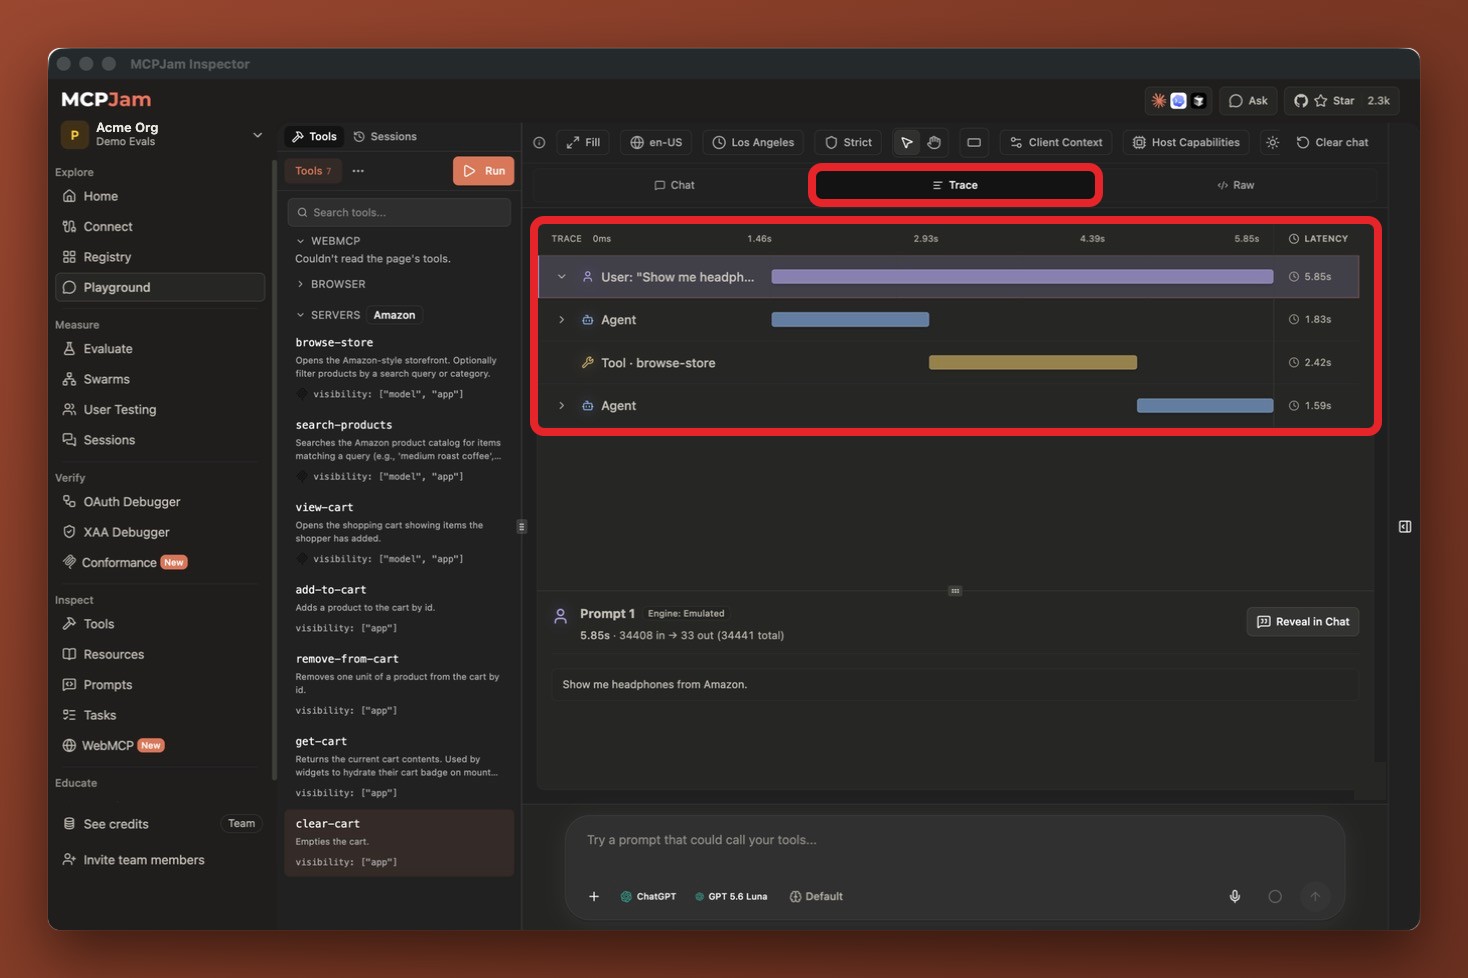 MCPJam Inspector
MCPJam
P
Acme Org
Demo Evals
Explore
Home
Connect
Registry
Playground
Measure
Evaluate
Swarms
User Testing
Sessions
Verify
OAuth Debugger
XAA Debugger
Conformance New
Inspect
Tools
Resources
Prompts
Tasks
WebMCP New
Educate
See credits Team
Invite team members
Tools Sessions
Tools 7 ··· Run
Search tools...
WEBMCP
Couldn't read the page's tools.
BROWSER
SERVERS Amazon
browse-store
Opens the Amazon-style storefront. Optionally
filter products by a search query or category.
visibility: ["model", "app"]
search-products
Searches the Amazon product catalog for items
matching a query (e.g., 'medium roast coffee',...
visibility: ["model", "app"]
view-cart
Opens the shopping cart showing items the
shopper has added.
visibility: ["model", "app"]
add-to-cart
Adds a product to the cart by id.
visibility: ["app"]
remove-from-cart
Removes one unit of a product from the cart by
id.
visibility: ["app"]
get-cart
Returns the current cart contents. Used by
widgets to hydrate their cart badge on mount...
visibility: ["app"]
clear-cart
Empties the cart.
visibility: ["app"]
Ask Star 2.3k
Fill en-US Los Angeles Strict Client Context Host Capabilities Clear chat
Chat Trace Raw
TRACE 0ms 1.46s 2.93s 4.39s 5.85s LATENCY
User: "Show me headph... 5.85s
Agent 1.83s
Tool · browse-store 2.42s
Agent 1.59s
Prompt 1 Engine: Emulated
5.85s · 34408 in → 33 out (34441 total)
Reveal in Chat
Show me headphones from Amazon.
Try a prompt that could call your tools...
ChatGPT GPT 5.6 Luna Default